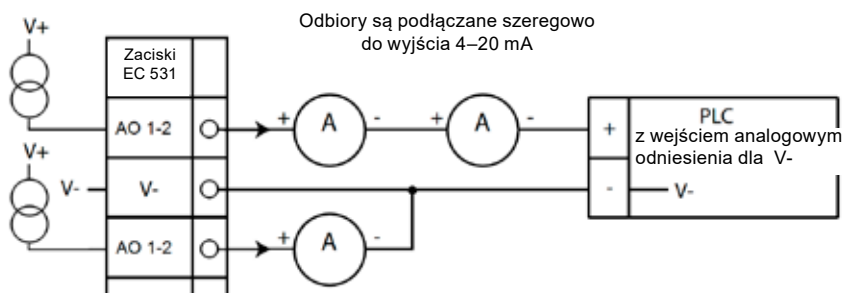 Odbiory są podłączane szeregowo
do wyjścia 4–20 mA
V+
Zaciski
EC 531
AO 1-2
+ A -
+ A -
+
PLC
z wejściem analogowym
odniesienia dla V-
V+
V-
V-
-
V-
AO 1-2
+ A -